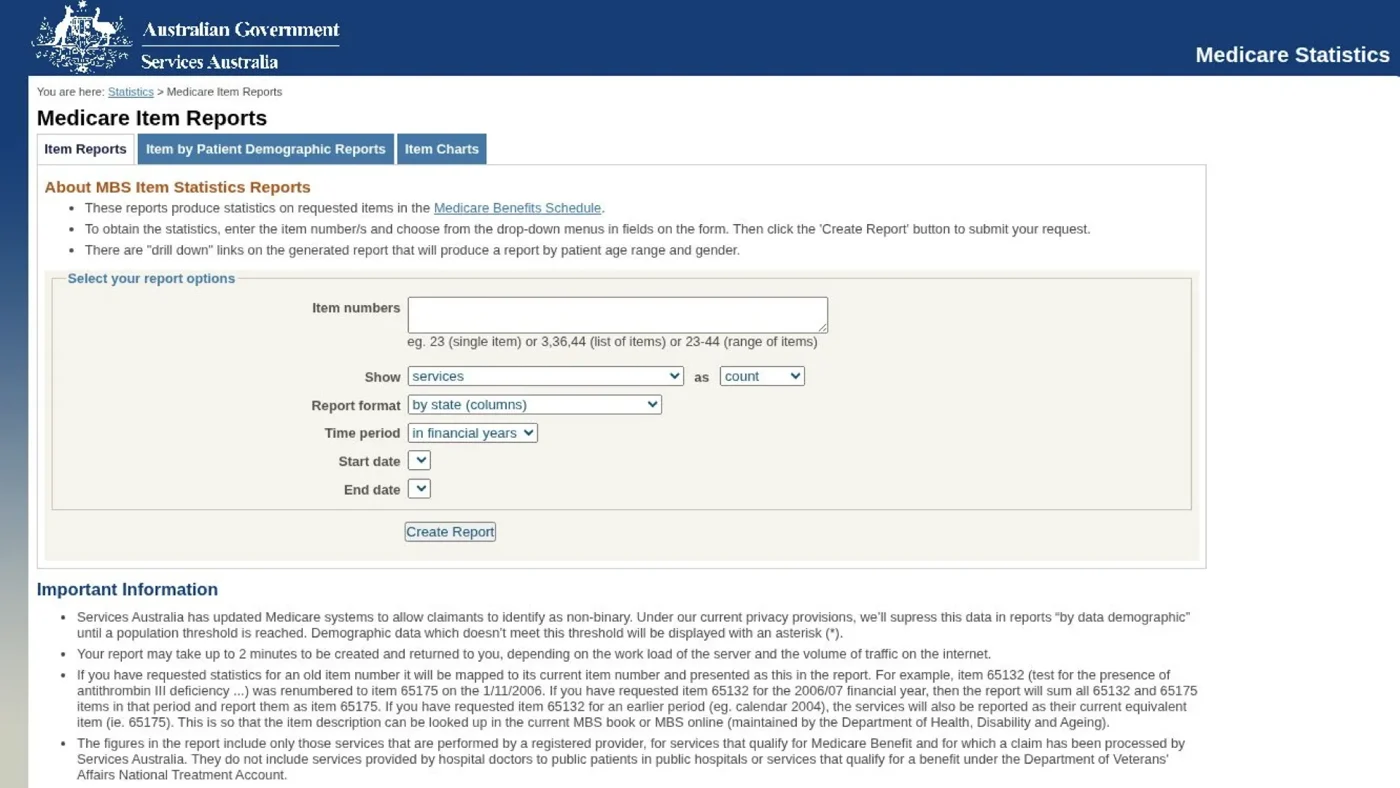 Australian Government
Services Australia
Medicare Statistics
You are here: Statistics > Medicare Item Reports
Medicare Item Reports
Item Reports
Item by Patient Demographic Reports
Item Charts
About MBS Item Statistics Reports
• These reports produce statistics on requested items in the Medicare Benefits Schedule.
• To obtain the statistics, enter the item number/s and choose from the drop-down menus in fields on the form. Then click the 'Create Report' button to submit your request.
• There are "drill down" links on the generated report that will produce a report by patient age range and gender.
Select your report options
Item numbers
eg. 23 (single item) or 3,36,44 (list of items) or 23-44 (range of items)
Show services as count
Report format by state (columns)
Time period in financial years
Start date
End date
Create Report
Important Information
• Services Australia has updated Medicare systems to allow claimants to identify as non-binary. Under our current privacy provisions, we’ll supress this data in reports “by data demographic”
until a population threshold is reached. Demographic data which doesn’t meet this threshold will be displayed with an asterisk (*).
• Your report may take up to 2 minutes to be created and returned to you, depending on the work load of the server and the volume of traffic on the internet.
• If you have requested statistics for an old item number it will be mapped to its current item number and presented as this in the report. For example, item 65132 (test for the presence of
antithrombin III deficiency ...) was renumbered to item 65175 on the 1/11/2006. If you have requested item 65132 for the 2006/07 financial year, then the report will sum all 65132 and 65175
items in that period and report them as item 65175. If you have requested item 65132 for an earlier period (eg. calendar 2004), the services will also be reported as their current equivalent
item (ie. 65175). This is so that the item description can be looked up in the current MBS book or MBS online (maintained by the Department of Health, Disability and Ageing).
• The figures in the report include only those services that are performed by a registered provider, for services that qualify for Medicare Benefit and for which a claim has been processed by
Services Australia. They do not include services provided by hospital doctors to public patients in public hospitals or services that qualify for a benefit under the Department of Veterans'
Affairs National Treatment Account.